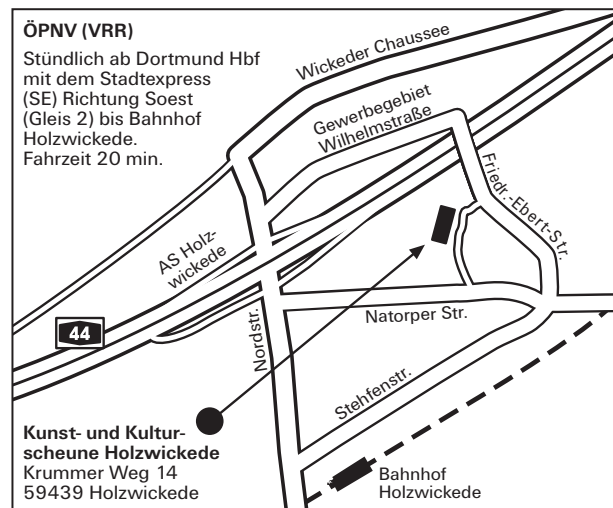 ÖPNV (VRR)
Stündlich ab Dortmund Hbf
mit dem Stadtexpress
(SE) Richtung Soest
(Gleis 2) bis Bahnhof
Holzwickede.
Fahrzeit 20 min.
Wickeder Chaussee
Gewerbegebiet
Wilhelmstraße
Friedr.-Ebert-Str.
AS Holz-
wickede
44
Nordstr.
Natorper Str.
Stehfenstr.
Kunst- und Kultur-
scheune Holzwickede
Krummer Weg 14
59439 Holzwickede
Bahnhof
Holzwickede